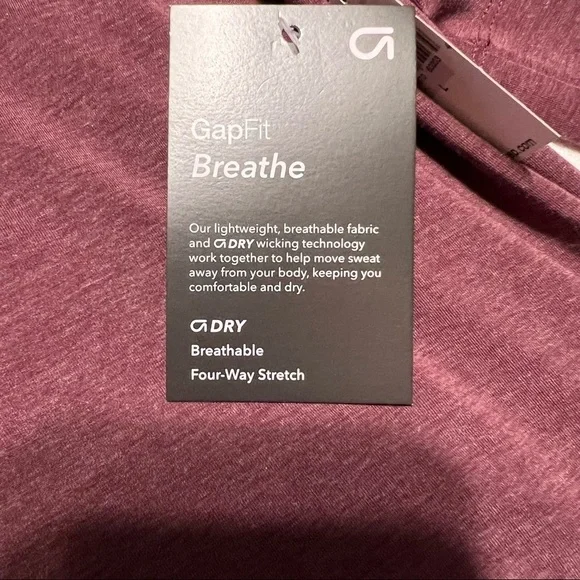 GapFit
Breathe
Our lightweight, breathable fabric
and G DRY wicking technology
work together to help move sweat
away from your body, keeping you
comfortable and dry.
G DRY
Breathable
Four-Way Stretch
L
.com